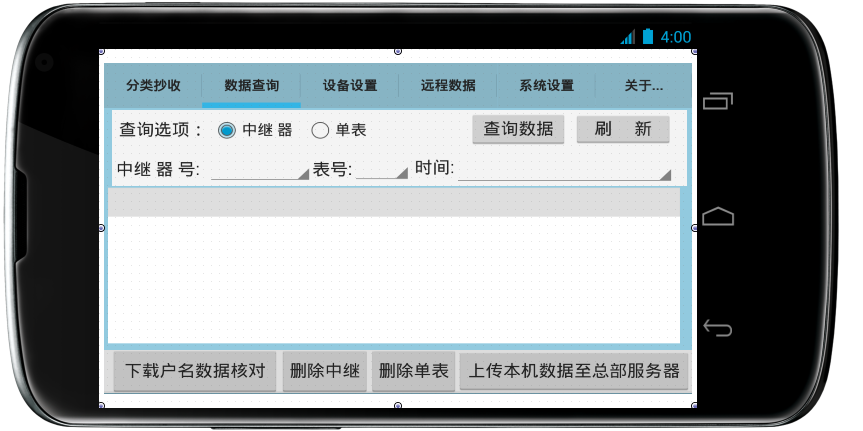 4:00
分类抄收 数据查询 设备设置 远程数据 系统设置 关于...
查询选项： 中继 器 单表 查询数据 刷 新
中继 器 号: 表号: 时间:
下载户名数据核对 删除中继 删除单表 上传本机数据至总部服务器